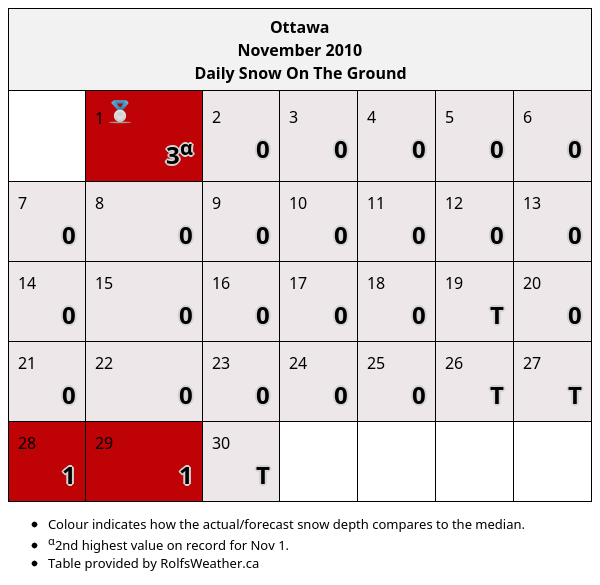 Ottawa
November 2010
Daily Snow On The Ground
1 2 3 4 5 6
3α 0 0 0 0 0
7 8 9 10 11 12 13
0 0 0 0 0 0 0
14 15 16 17 18 19 20
0 0 0 0 0 T 0
21 22 23 24 25 26 27
0 0 0 0 0 T T
28 29 30
1 1 T
Colour indicates how the actual/forecast snow depth compares to the median.
α2nd highest value on record for Nov 1.
Table provided by RolfsWeather.ca